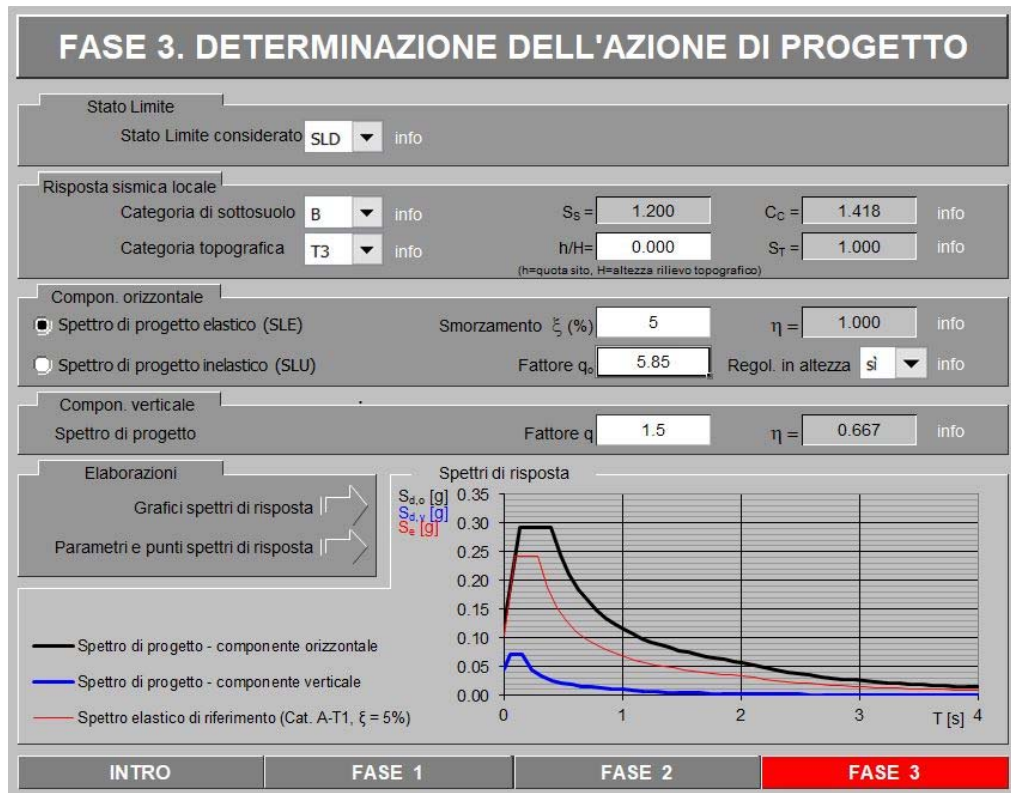 FASE 3. DETERMINAZIONE DELL'AZIONE DI PROGETTO
Stato Limite
Stato Limite considerato SLD info
Risposta sismica locale
Categoria di sottosuolo B info SS = 1.200 CC = 1.418 info
Categoria topografica T3 info h/H= 0.000 ST = 1.000 info
(h=quota sito, H=altezza rilievo topografico)
Compon. orizzontale
Spettro di progetto elastico (SLE) Smorzamento ξ (%) 5 η = 1.000 info
Spettro di progetto inelastico (SLU) Fattore qo 5.85 Regol. in altezza sì info
Compon. verticale
Spettro di progetto Fattore q 1.5 η = 0.667 info
Elaborazioni
Grafici spettri di risposta
Parametri e punti spettri di risposta
Spettri di risposta
Sd,o [g]
Sd,v [g]
Se [g]
0.35
0.30
0.25
0.20
0.15
0.10
0.05
0.00
0 1 2 3 T [s] 4
Spettro di progetto - componente orizzontale
Spettro di progetto - componente verticale
Spettro elastico di riferimento (Cat. A-T1, ξ = 5%)
INTRO FASE 1 FASE 2 FASE 3